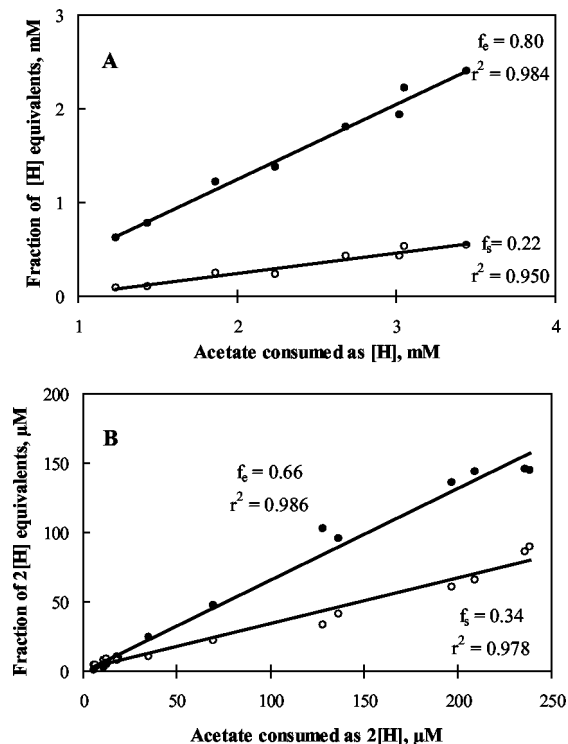 3
2
1
0
Fraction of [H] equivalents, mM
A
fe = 0.80
r² = 0.984
fs = 0.22
r² = 0.950
1
2
3
4
Acetate consumed as [H], mM
200
150
100
50
0
Fraction of 2[H] equivalents, µM
B
fe = 0.66
r² = 0.986
fs = 0.34
r² = 0.978
0
50
100
150
200
250
Acetate consumed as 2[H], µM